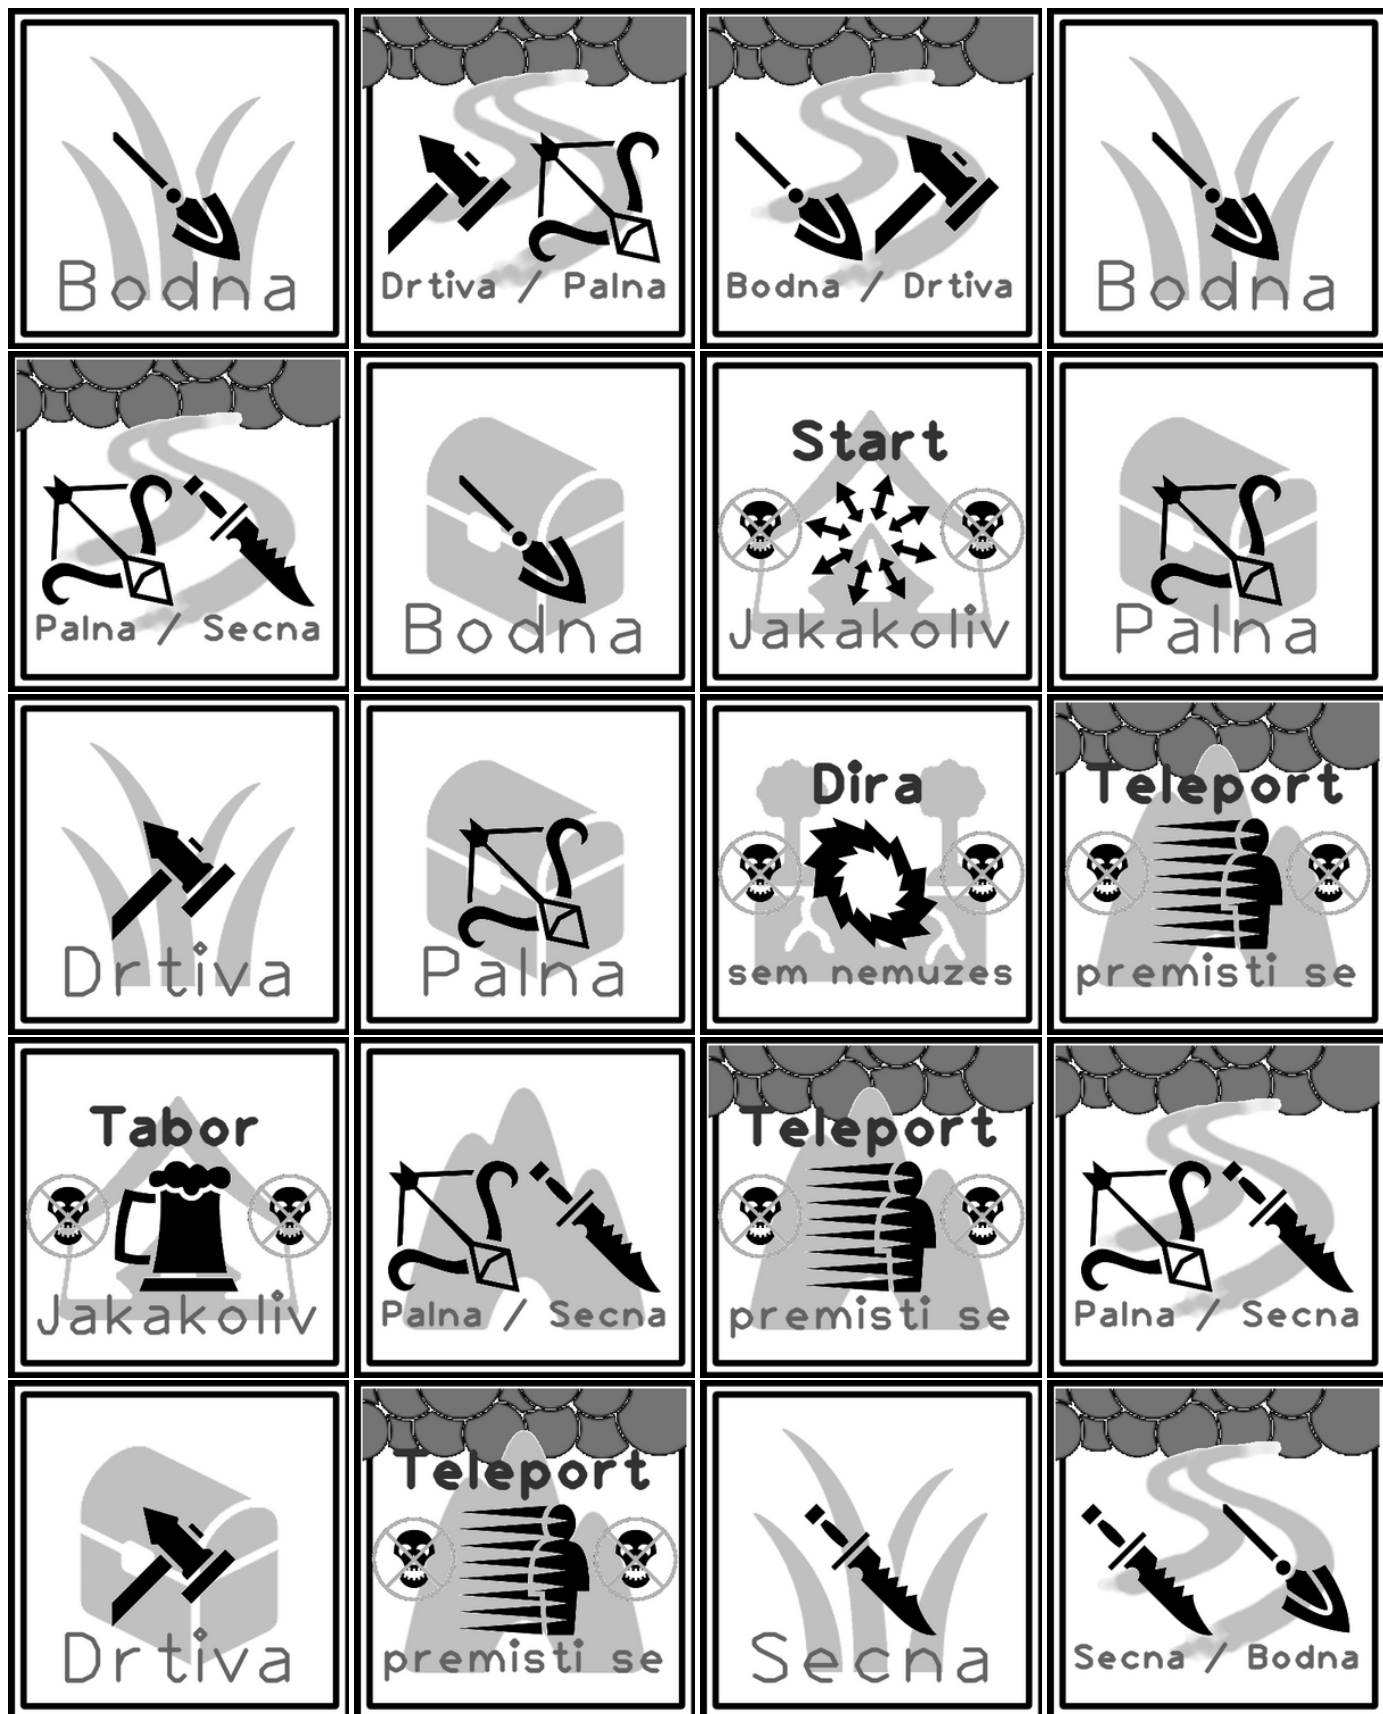 Bodna
Drtiva / Palna
Bodna / Drtiva
Bodna
Palna / Secna
Bodna
Start
Jakakoliv
Palna
Drtiva
Palna
Dira
sem nemuzes
Teleport
premisti se
Tabor
Jakakoliv
Palna / Secna
Teleport
premisti se
Palna / Secna
Drtiva
Teleport
premisti se
Secna
Secna / Bodna